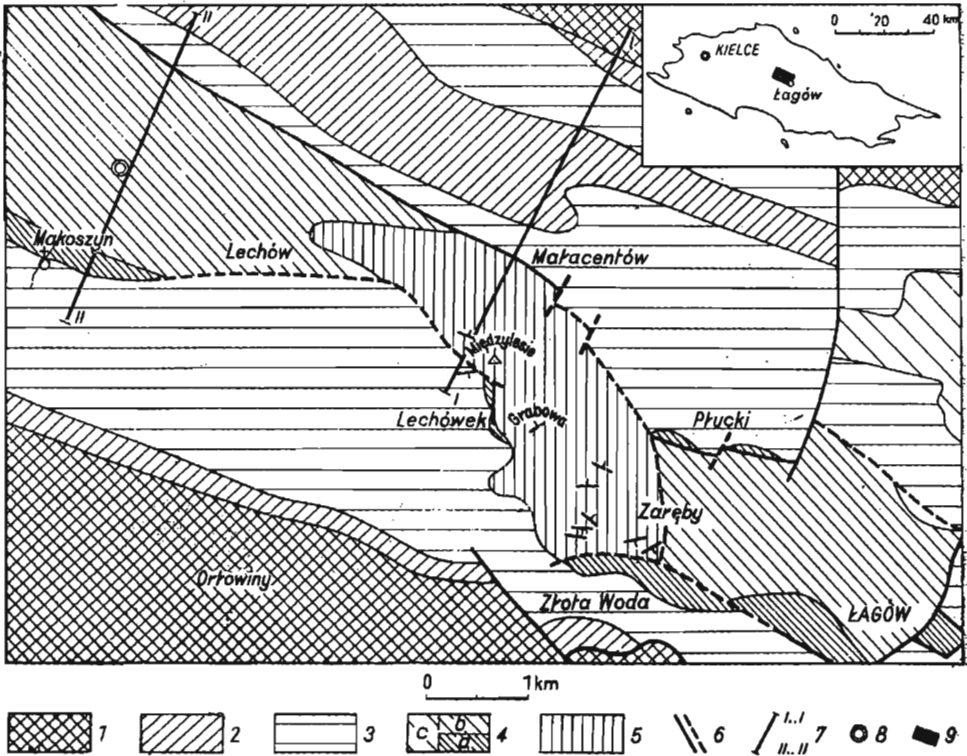 II
I
0 20 40 km
KIELCE
Łagów
Makoszyn
Lechów
Małacentów
II
Międzylesie
I
Lechówek
Grabowa
Płucki
Zaręby
Orłowiny
Złota Woda
ŁAGÓW
0 1km
1 2 3 c b a 4 5 6 I..I 7 8 9
II..II